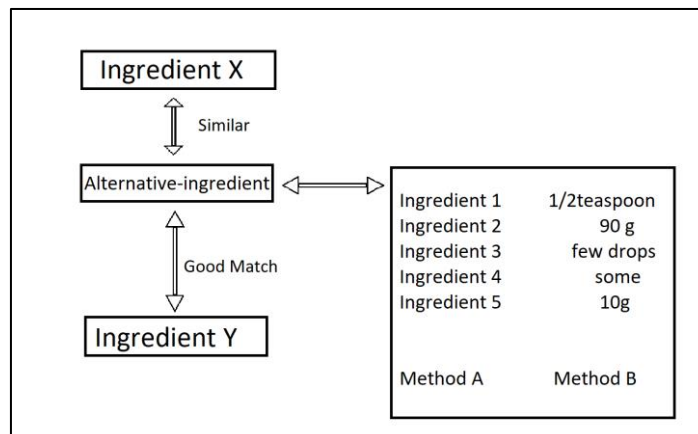 Ingredient X
Similar
Alternative-ingredient
Good Match
Ingredient Y
Ingredient 1 1/2teaspoon
Ingredient 2 90 g
Ingredient 3 few drops
Ingredient 4 some
Ingredient 5 10g
Method A Method B